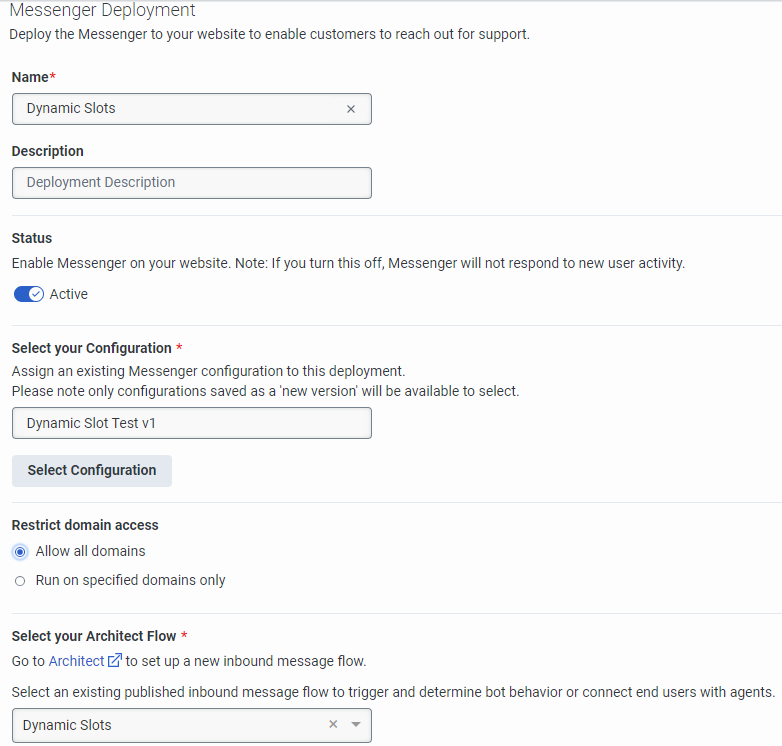 Messenger Deployment
Deploy the Messenger to your website to enable customers to reach out for support.
Name*
Dynamic Slots
Description
Deployment Description
Status
Enable Messenger on your website. Note: If you turn this off, Messenger will not respond to new user activity.
Active
Select your Configuration *
Assign an existing Messenger configuration to this deployment.
Please note only configurations saved as a 'new version' will be available to select.
Dynamic Slot Test v1
Select Configuration
Restrict domain access
Allow all domains
Run on specified domains only
Select your Architect Flow *
Go to Architect to set up a new inbound message flow.
Select an existing published inbound message flow to trigger and determine bot behavior or connect end users with agents.
Dynamic Slots